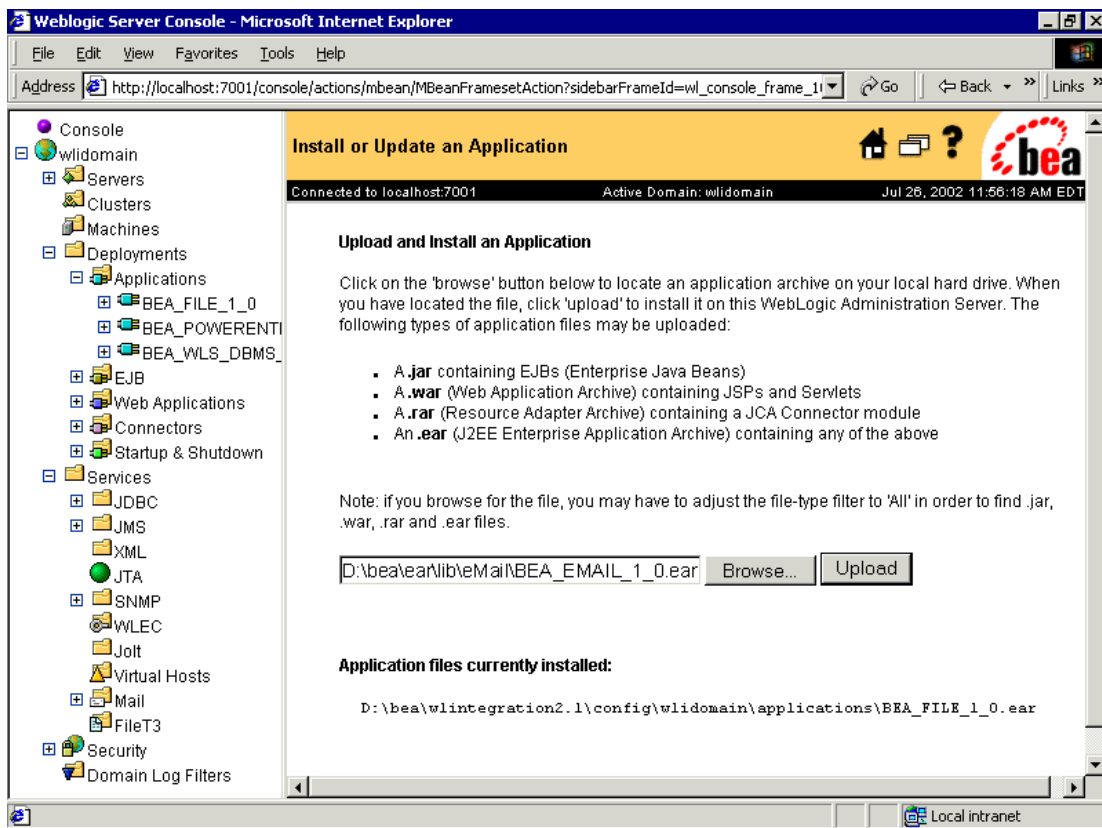 Weblogic Server Console - Microsoft Internet Explorer
File Edit View Favorites Tools Help
Address http://localhost:7001/console/actions/mbean/MBeanFramesetAction?sidebarFrameId=wl_console_frame_1 Go Back » Links »
Console
wlidomain
Servers
Clusters
Machines
Deployments
Applications
BEA_FILE_1_0
BEA_POWERENT
BEA_WLS_DBMS_
EJB
Web Applications
Connectors
Startup & Shutdown
Services
JDBC
JMS
XML
JTA
SNMP
WLEC
Jolt
Virtual Hosts
Mail
FileT3
Security
Domain Log Filters
Install or Update an Application
? bea
Connected to localhost:7001 Active Domain: wlidomain Jul 26, 2002 11:56:18 AM EDT
Upload and Install an Application
Click on the 'browse' button below to locate an application archive on your local hard drive. When
you have located the file, click 'upload' to install it on this WebLogic Administration Server. The
following types of application files may be uploaded:
A .jar containing EJBs (Enterprise Java Beans)
A .war (Web Application Archive) containing JSPs and Servlets
A .rar (Resource Adapter Archive) containing a JCA Connector module
An .ear (J2EE Enterprise Application Archive) containing any of the above
Note: if you browse for the file, you may have to adjust the file-type filter to 'All' in order to find .jar,
.war, .rar and .ear files.
D:\bea\ear\lib\eMail\BEA_EMAIL_1_0.ear Browse... Upload
Application files currently installed:
D:\bea\wlintegration2.1\config\wlidomain\applications\BEA_FILE_1_0.ear
Local intranet